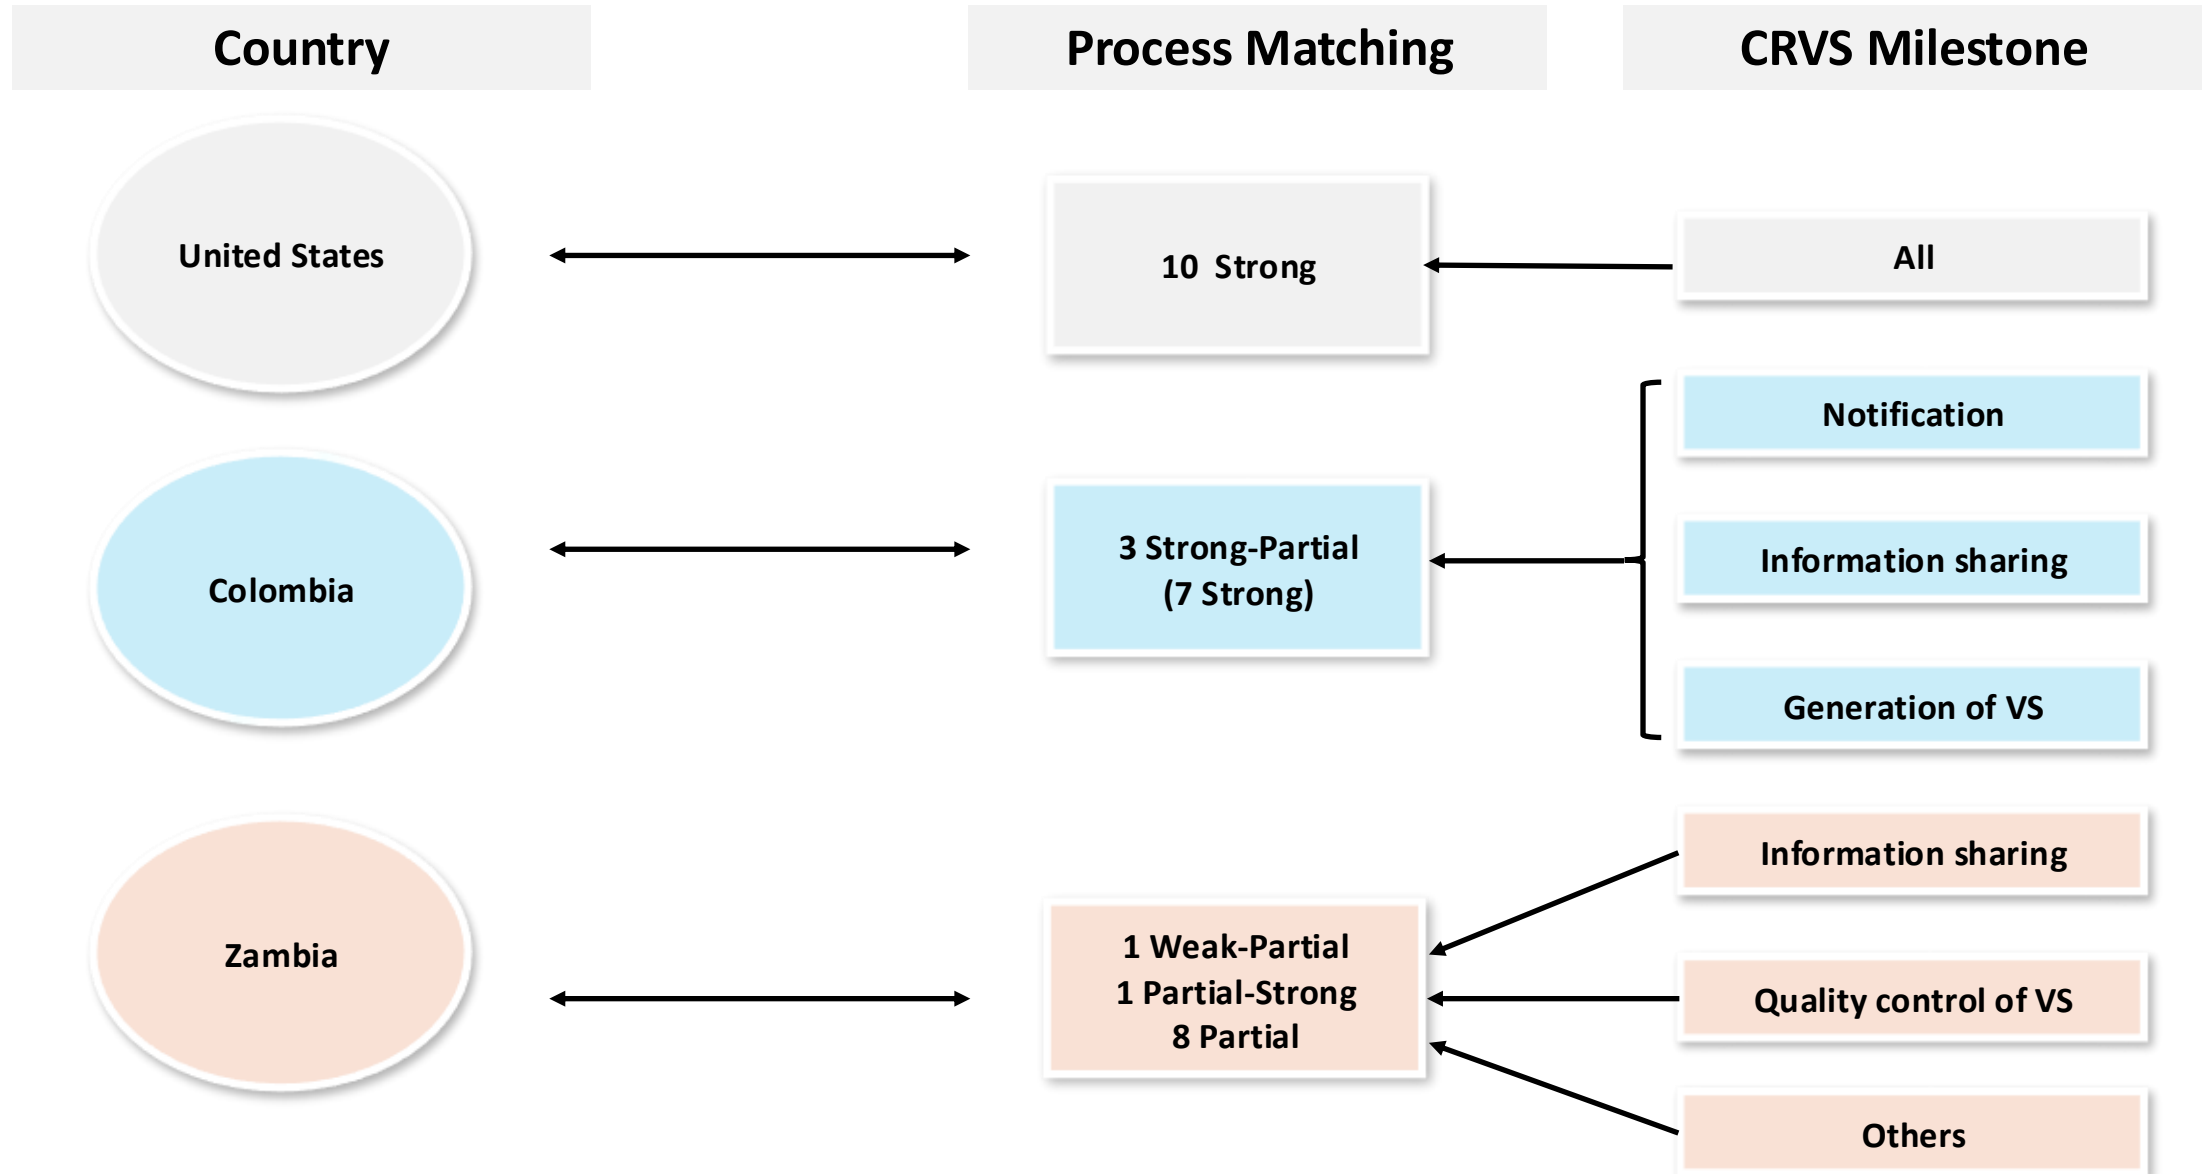 Country
Process Matching
CRVS Milestone
United States
10 Strong
All
Colombia
3 Strong-Partial
(7 Strong)
Notification
Information sharing
Generation of VS
Zambia
1 Weak-Partial
1 Partial-Strong
8 Partial
Information sharing
Quality control of VS
Others